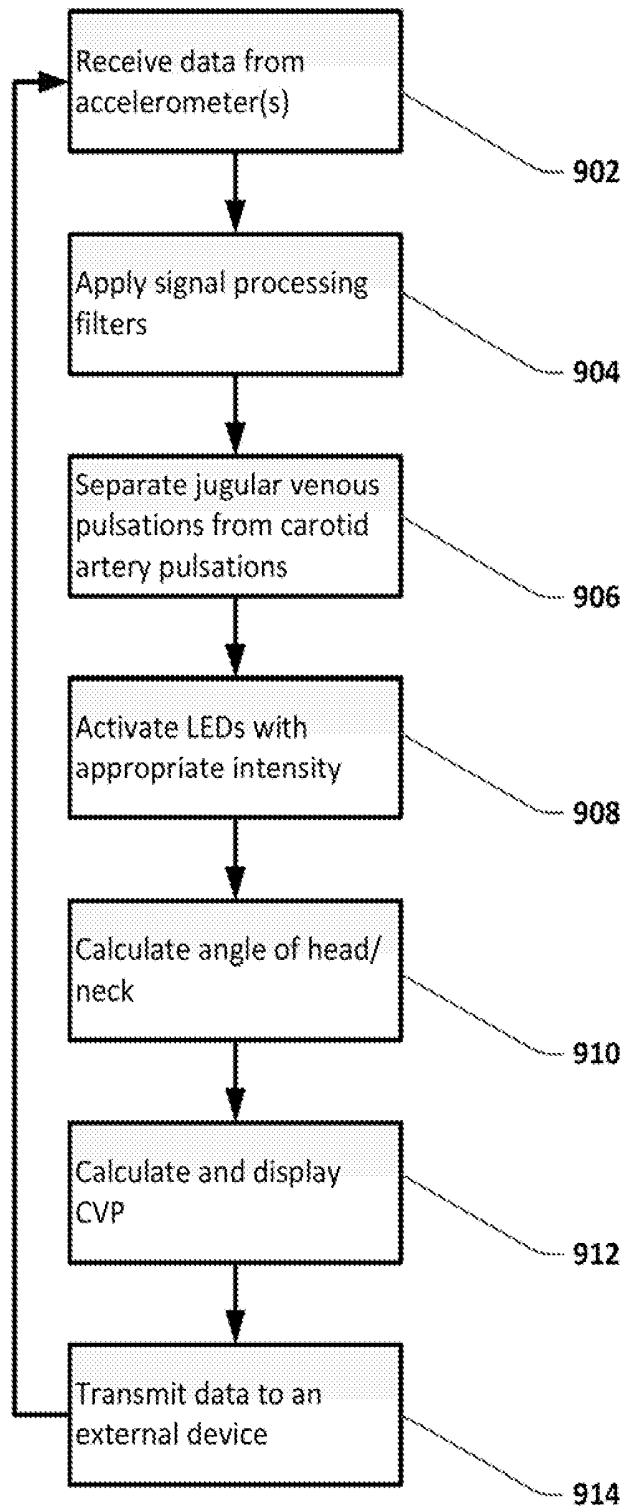 Receive data from
accelerometer(s)
902
Apply signal processing
filters
904
Separate jugular venous
pulsations from carotid
artery pulsations
906
Activate LEDs with
appropriate intensity
908
Calculate angle of head/
neck
910
Calculate and display
CVP
912
Transmit data to an
external device
914